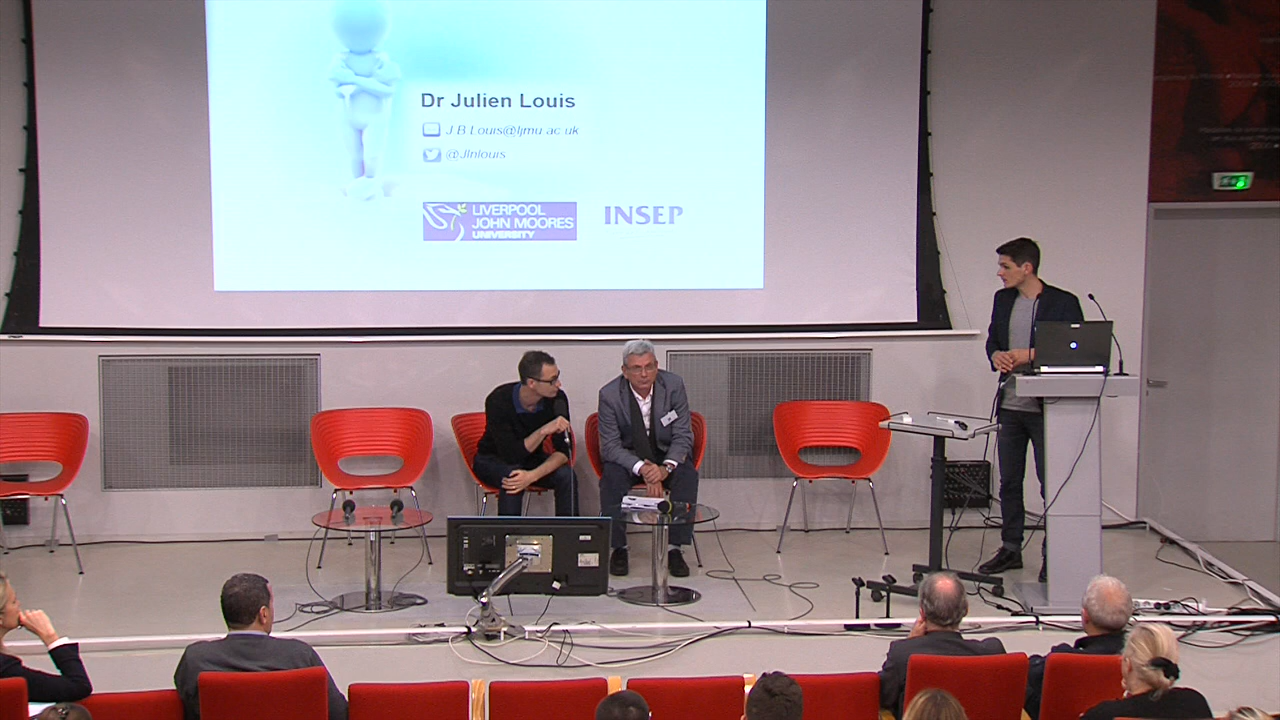 Dr Julien Louis
J B Louis@ljmu ac uk
@Jlnlouis
LIVERPOOL
JOHN MOORES
UNIVERSITY
INSEP